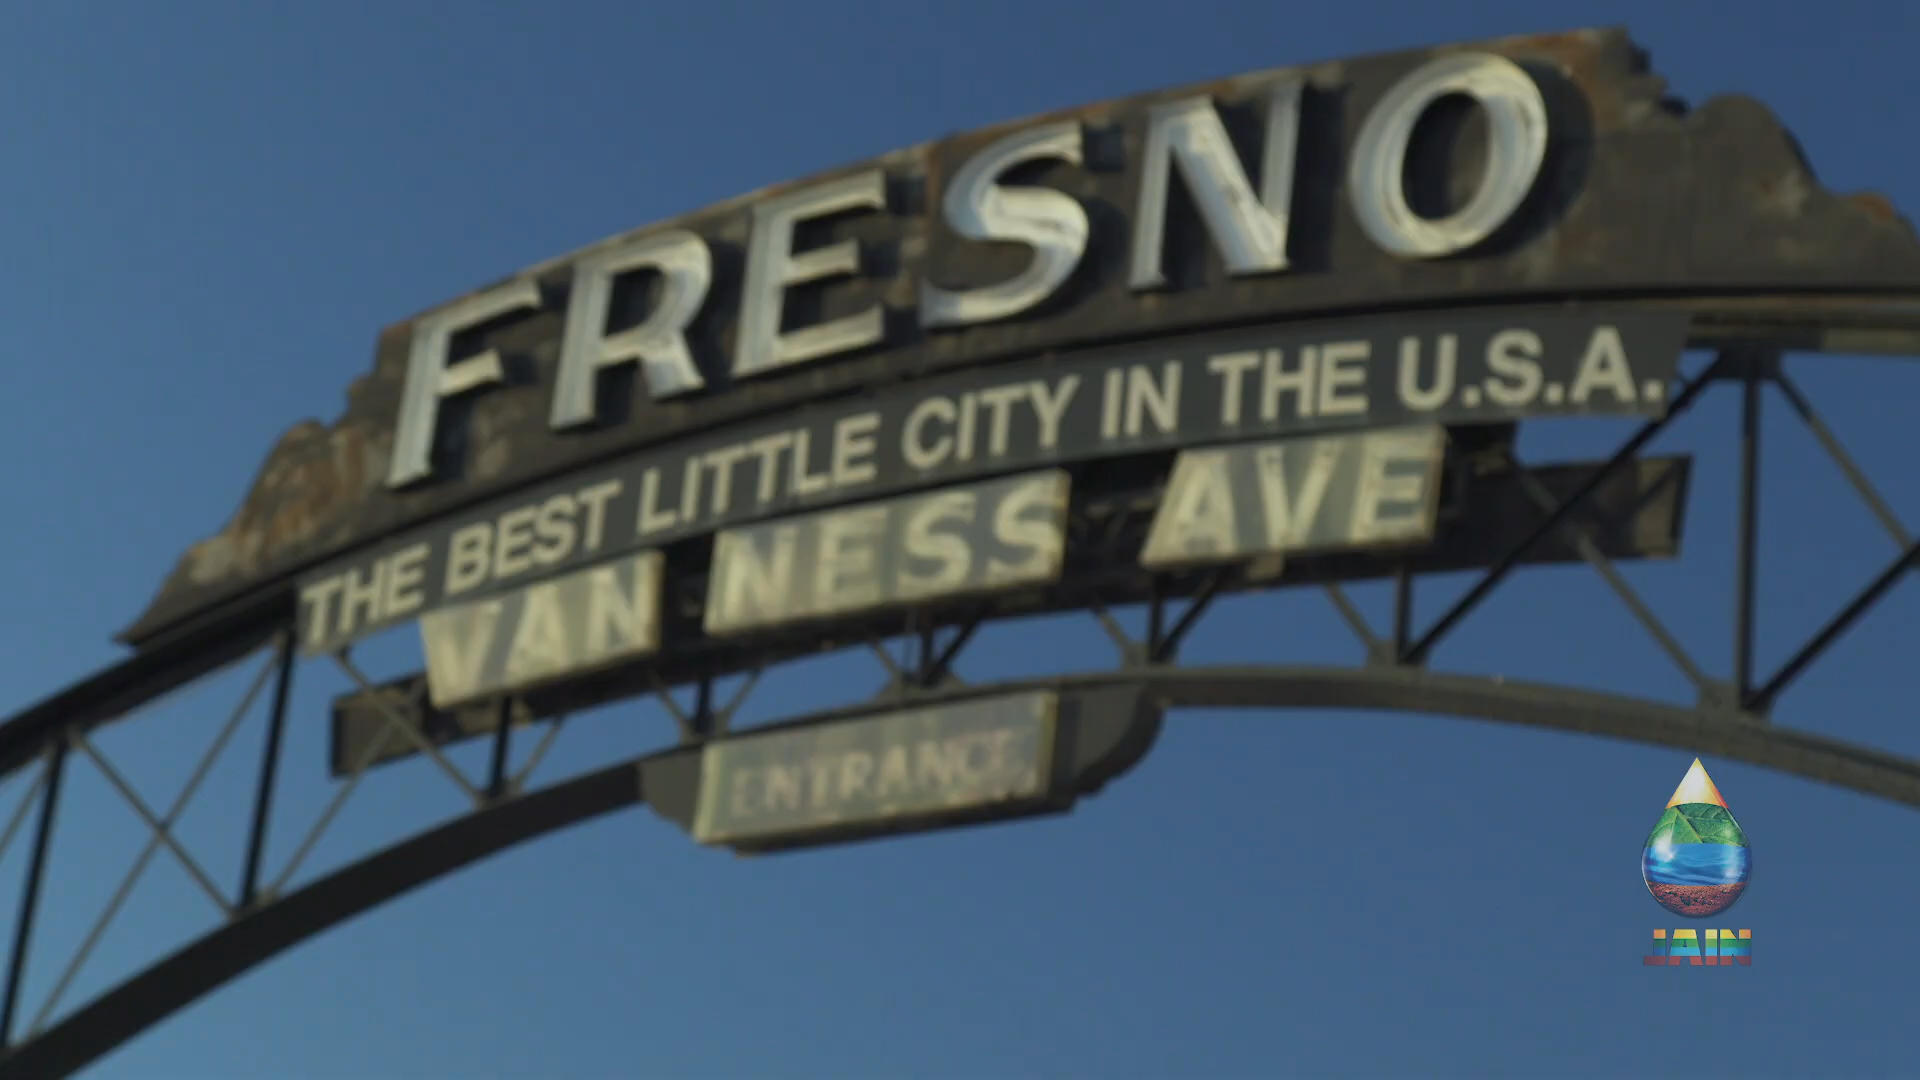 FRESNO
THE BEST LITTLE CITY IN THE U.S.A.
VAN NESS AVE
ENTRANCE
JAIN